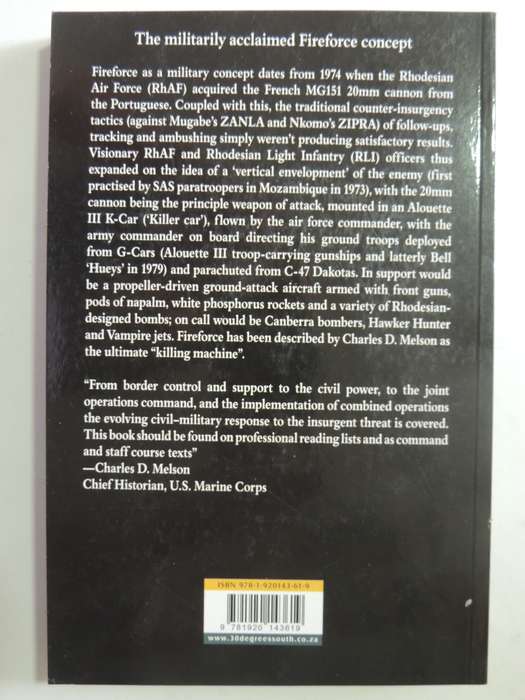 The militarily acclaimed Fireforce concept
Fireforce as a military concept dates from 1974 when the Rhodesian
Air Force (RhAF) acquired the French MG151 20mm cannon from
the Portuguese. Coupled with this, the traditional counter-insurgency
tactics (against Mugabe's ZANLA and Nkomo's ZIPRA) of follow-ups,
tracking and ambushing simply weren't producing satisfactory results.
Visionary RhAF and Rhodesian Light Infantry (RLI) officers thus
expanded on the idea of a 'vertical envelopment' of the enemy (first
practised by SAS paratroopers in Mozambique in 1973), with the 20mm
cannon being the principle weapon of attack, mounted in an Alouette
III K-Car ('Killer car'), flown by the air force commander, with the
army commander on board directing his ground troops deployed
from G-Cars (Alouette III troop-carrying gunships and latterly Bell
'Hueys' in 1979) and parachuted from C-47 Dakotas. In support would
be a propeller-driven ground-attack aircraft armed with front guns,
pods of napalm, white phosphorus rockets and a variety of Rhodesian-
designed bombs; on call would be Canberra bombers, Hawker Hunter
and Vampire jets. Fireforce has been described by Charles D. Melson as
the ultimate "killing machine".
"From border control and support to the civil power, to the joint
operations command, and the implementation of combined operations
the evolving civil–military response to the insurgent threat is covered.
This book should be found on professional reading lists and as command
and staff course texts"
—Charles D. Melson
Chief Historian, U.S. Marine Corps
ISBN 978-1-920143-61-9
9 781920 143619
www.30degreessouth.co.za